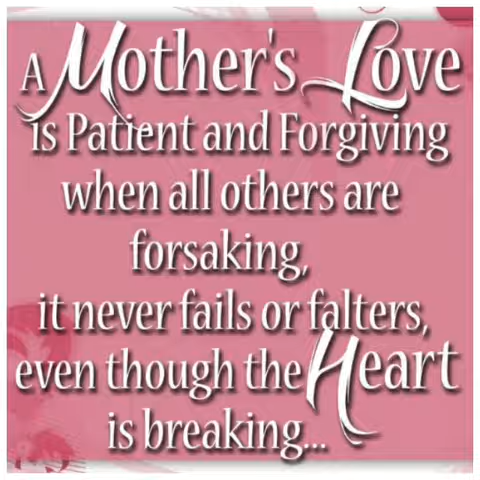 A Mother's Love
is Patient and Forgiving
when all others are
forsaking,
it never fails or falters,
even though the Heart
is breaking...